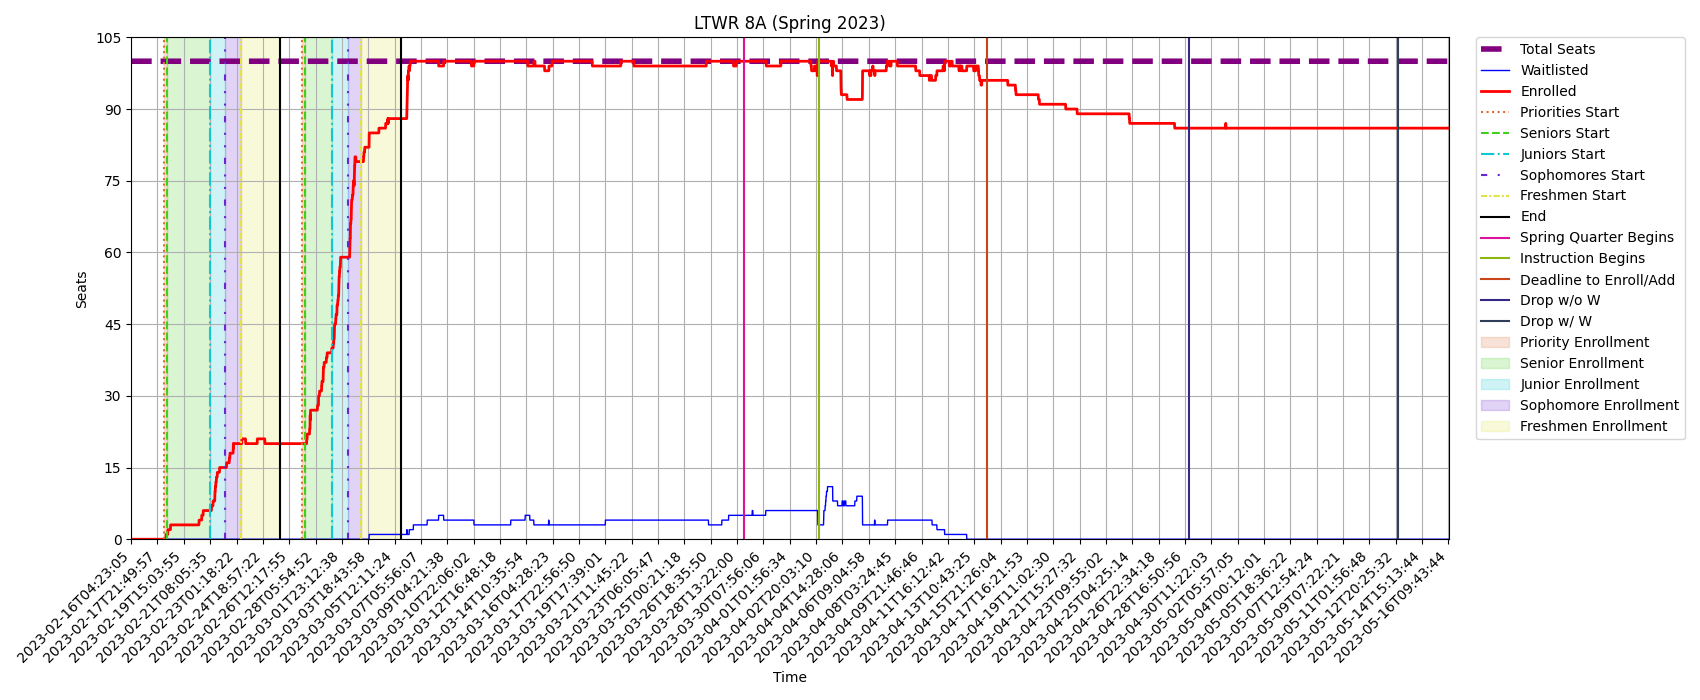 LTWR 8A (Spring 2023)
105
90
75
60
45
30
15
0
Seats
2023-02-16T04:23:05
2023-02-17T21:49:57
2023-02-19T15:03:55
2023-02-21T08:05:35
2023-02-23T01:18:22
2023-02-24T18:57:22
2023-02-26T12:17:55
2023-02-28T05:54:52
2023-03-01T23:12:38
2023-03-03T18:43:58
2023-03-05T12:11:24
2023-03-07T05:56:07
2023-03-09T04:21:38
2023-03-10T22:06:02
2023-03-12T16:48:18
2023-03-14T10:35:54
2023-03-16T04:28:23
2023-03-17T22:56:50
2023-03-19T17:39:01
2023-03-21T11:45:22
2023-03-23T06:05:47
2023-03-25T00:21:18
2023-03-26T18:35:50
2023-03-28T13:22:00
2023-03-30T07:56:06
2023-04-01T01:56:34
2023-04-02T20:03:10
2023-04-04T14:28:06
2023-04-06T09:04:58
2023-04-08T03:24:45
2023-04-09T21:46:46
2023-04-11T16:12:42
2023-04-13T10:43:25
2023-04-15T21:26:04
2023-04-17T16:21:53
2023-04-19T11:02:30
2023-04-21T15:27:32
2023-04-23T09:55:02
2023-04-25T04:25:14
2023-04-26T22:34:18
2023-04-28T16:50:56
2023-04-30T11:22:03
2023-05-02T05:57:05
2023-05-04T00:12:01
2023-05-05T18:36:22
2023-05-07T12:54:24
2023-05-09T07:22:21
2023-05-11T01:56:48
2023-05-12T20:25:32
2023-05-14T15:13:44
2023-05-16T09:43:44
Time
Total Seats
Waitlisted
Enrolled
Priorities Start
Seniors Start
Juniors Start
Sophomores Start
Freshmen Start
End
Spring Quarter Begins
Instruction Begins
Deadline to Enroll/Add
Drop w/o W
Drop w/ W
Priority Enrollment
Senior Enrollment
Junior Enrollment
Sophomore Enrollment
Freshmen Enrollment